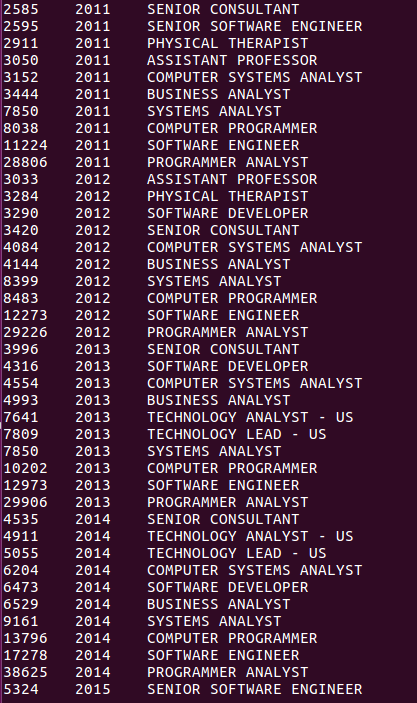 2585 2011 SENIOR CONSULTANT
2595 2011 SENIOR SOFTWARE ENGINEER
2911 2011 PHYSICAL THERAPIST
3050 2011 ASSISTANT PROFESSOR
3152 2011 COMPUTER SYSTEMS ANALYST
3444 2011 BUSINESS ANALYST
7850 2011 SYSTEMS ANALYST
8038 2011 COMPUTER PROGRAMMER
11224 2011 SOFTWARE ENGINEER
28806 2011 PROGRAMMER ANALYST
3033 2012 ASSISTANT PROFESSOR
3284 2012 PHYSICAL THERAPIST
3290 2012 SOFTWARE DEVELOPER
3420 2012 SENIOR CONSULTANT
4084 2012 COMPUTER SYSTEMS ANALYST
4144 2012 BUSINESS ANALYST
8399 2012 SYSTEMS ANALYST
8483 2012 COMPUTER PROGRAMMER
12273 2012 SOFTWARE ENGINEER
29226 2012 PROGRAMMER ANALYST
3996 2013 SENIOR CONSULTANT
4316 2013 SOFTWARE DEVELOPER
4554 2013 COMPUTER SYSTEMS ANALYST
4993 2013 BUSINESS ANALYST
7641 2013 TECHNOLOGY ANALYST - US
7809 2013 TECHNOLOGY LEAD - US
7850 2013 SYSTEMS ANALYST
10202 2013 COMPUTER PROGRAMMER
12973 2013 SOFTWARE ENGINEER
29906 2013 PROGRAMMER ANALYST
4535 2014 SENIOR CONSULTANT
4911 2014 TECHNOLOGY ANALYST - US
5055 2014 TECHNOLOGY LEAD - US
6204 2014 COMPUTER SYSTEMS ANALYST
6473 2014 SOFTWARE DEVELOPER
6529 2014 BUSINESS ANALYST
9161 2014 SYSTEMS ANALYST
13796 2014 COMPUTER PROGRAMMER
17278 2014 SOFTWARE ENGINEER
38625 2014 PROGRAMMER ANALYST
5324 2015 SENIOR SOFTWARE ENGINEER